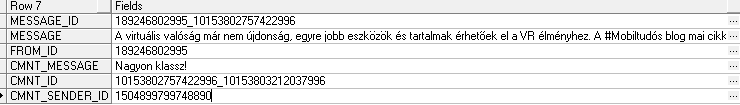 Row 7 Fields
MESSAGE_ID 189246802995_10153802757422996
MESSAGE A virtuális valóság már nem újdonság, egyre jobb eszközök és tartalmak érhetőek el a VR élményhez. A #Mobiltudós blog mai cikk
FROM_ID 189246802995
CMNT_MESSAGE Nagyon klassz!
CMNT_ID 10153802757422996_10153803212037996
CMNT_SENDER_ID 1504899799748890